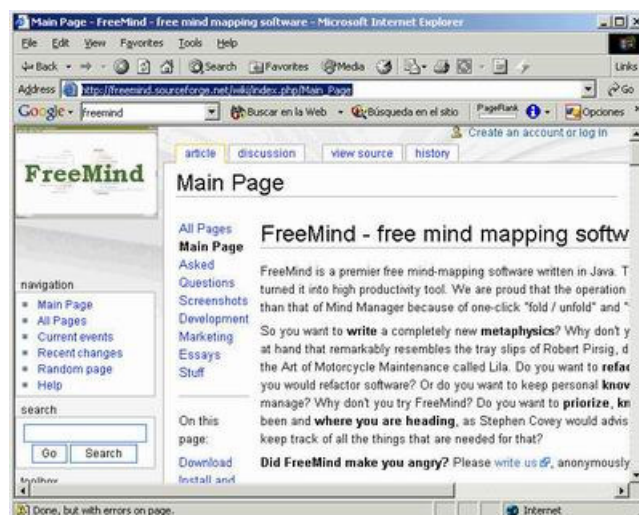 Main Page - FreeMind - free mind mapping software - Microsoft Internet Explorer
File Edit View Favorites Tools Help
Back Search Favorites Media Links
Address http://freemind.sourceforge.net/wiki/index.php/Main_Page Go
Google freemind Buscar en la Web Búsqueda en el sitio PageRank Opciones
Create an account or log in
article discussion view source history
FreeMind
Main Page
All Pages
Main Page
Asked
Questions
Screenshots
Development
Marketing
Essays
Stuff
On this
page:
Download
Install and
FreeMind - free mind mapping softw
FreeMind is a premier free mind-mapping software written in Java. T
turned it into high productivity tool. We are proud that the operation
than that of Mind Manager because of one-click "fold / unfold" and "
So you want to write a completely new metaphysics? Why don't y
at hand that remarkably resembles the tray slips of Robert Pirsig, d
the Art of Motorcycle Maintenance called Lila. Do you want to refac
you would refactor software? Or do you want to keep personal know
manage? Why don't you try FreeMind? Do you want to priorize, kn
been and where you are heading, as Stephen Covey would advis
keep track of all the things that are needed for that?
Did FreeMind make you angry? Please write us, anonymously
navigation
Main Page
All Pages
Current events
Recent changes
Random page
Help
search
Go Search
toolbox
Done, but with errors on page. Internet